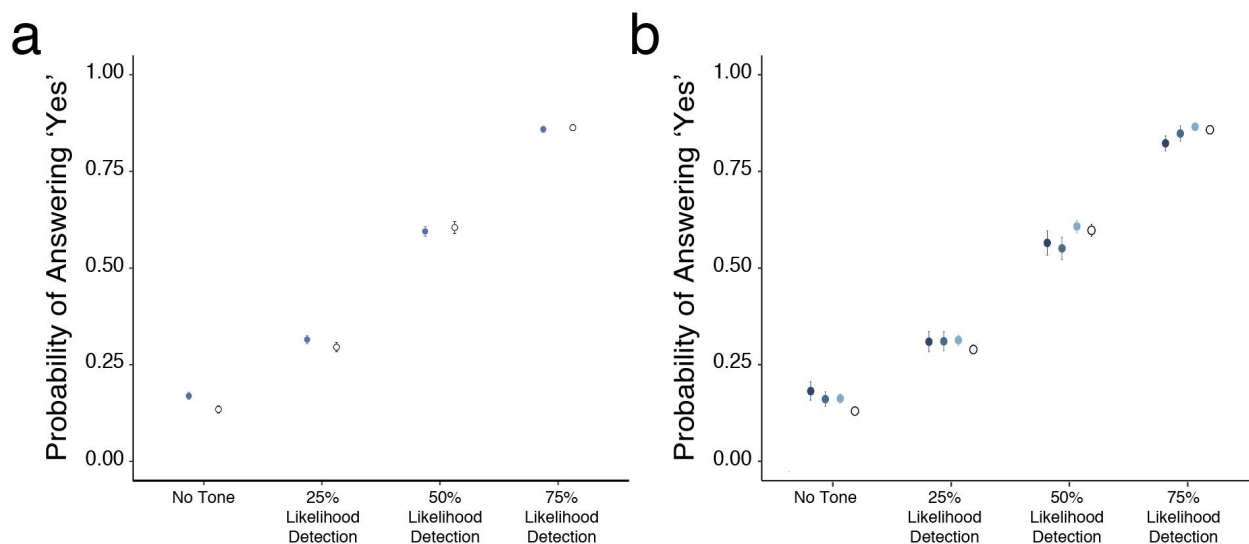 a
Probability of Answering ‘Yes’
1.00
0.75
0.50
0.25
0.00
No Tone
25%
Likelihood
Detection
50%
Likelihood
Detection
75%
Likelihood
Detection
b
Probability of Answering ‘Yes’
1.00
0.75
0.50
0.25
0.00
No Tone
25%
Likelihood
Detection
50%
Likelihood
Detection
75%
Likelihood
Detection